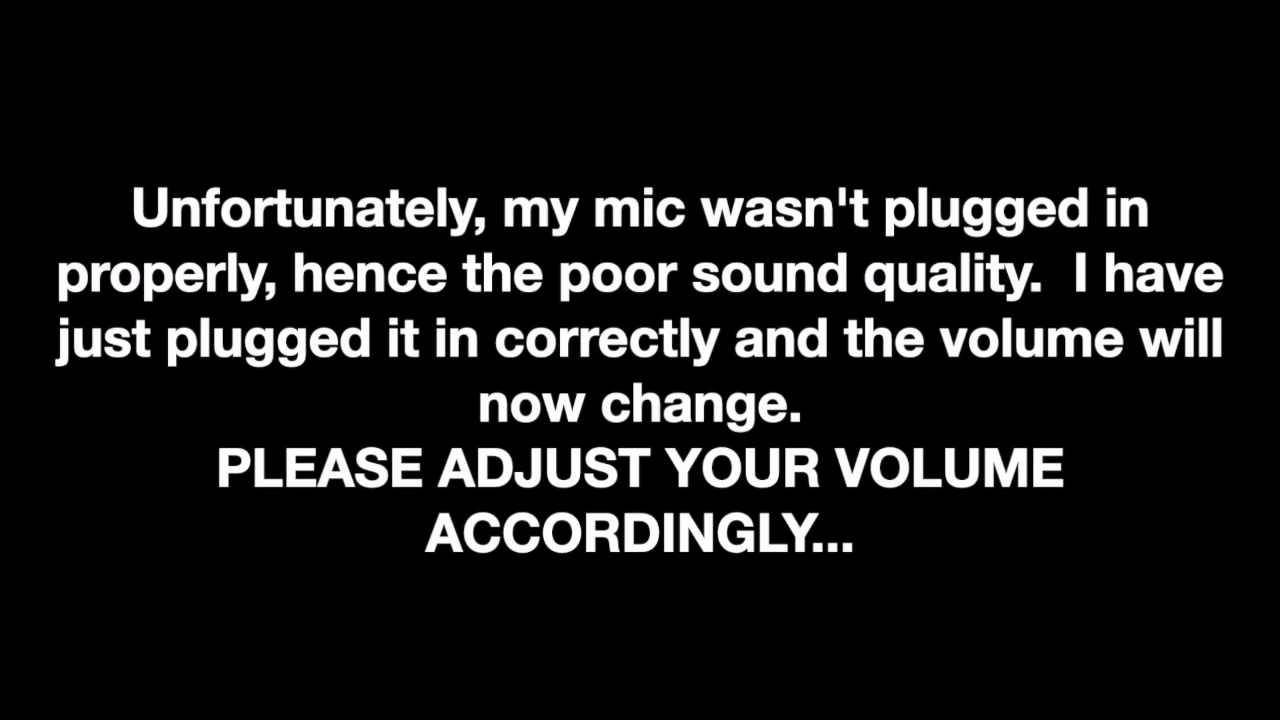 Unfortunately, my mic wasn't plugged in
properly, hence the poor sound quality.  I have
just plugged it in correctly and the volume will
now change.
PLEASE ADJUST YOUR VOLUME
ACCORDINGLY...